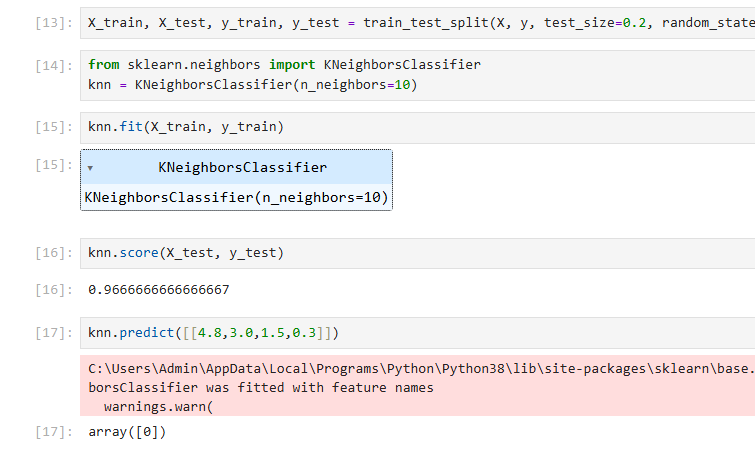 [13]: X_train, X_test, y_train, y_test = train_test_split(X, y, test_size=0.2, random_state
[14]: from sklearn.neighbors import KNeighborsClassifier
knn = KNeighborsClassifier(n_neighbors=10)
[15]: knn.fit(X_train, y_train)
[15]: ▾ KNeighborsClassifier
KNeighborsClassifier(n_neighbors=10)
[16]: knn.score(X_test, y_test)
[16]: 0.9666666666666667
[17]: knn.predict([[4.8,3.0,1.5,0.3]])
C:\Users\Admin\AppData\Local\Programs\Python\Python38\lib\site-packages\sklearn\base.
borsClassifier was fitted with feature names
warnings.warn(
[17]: array([0])